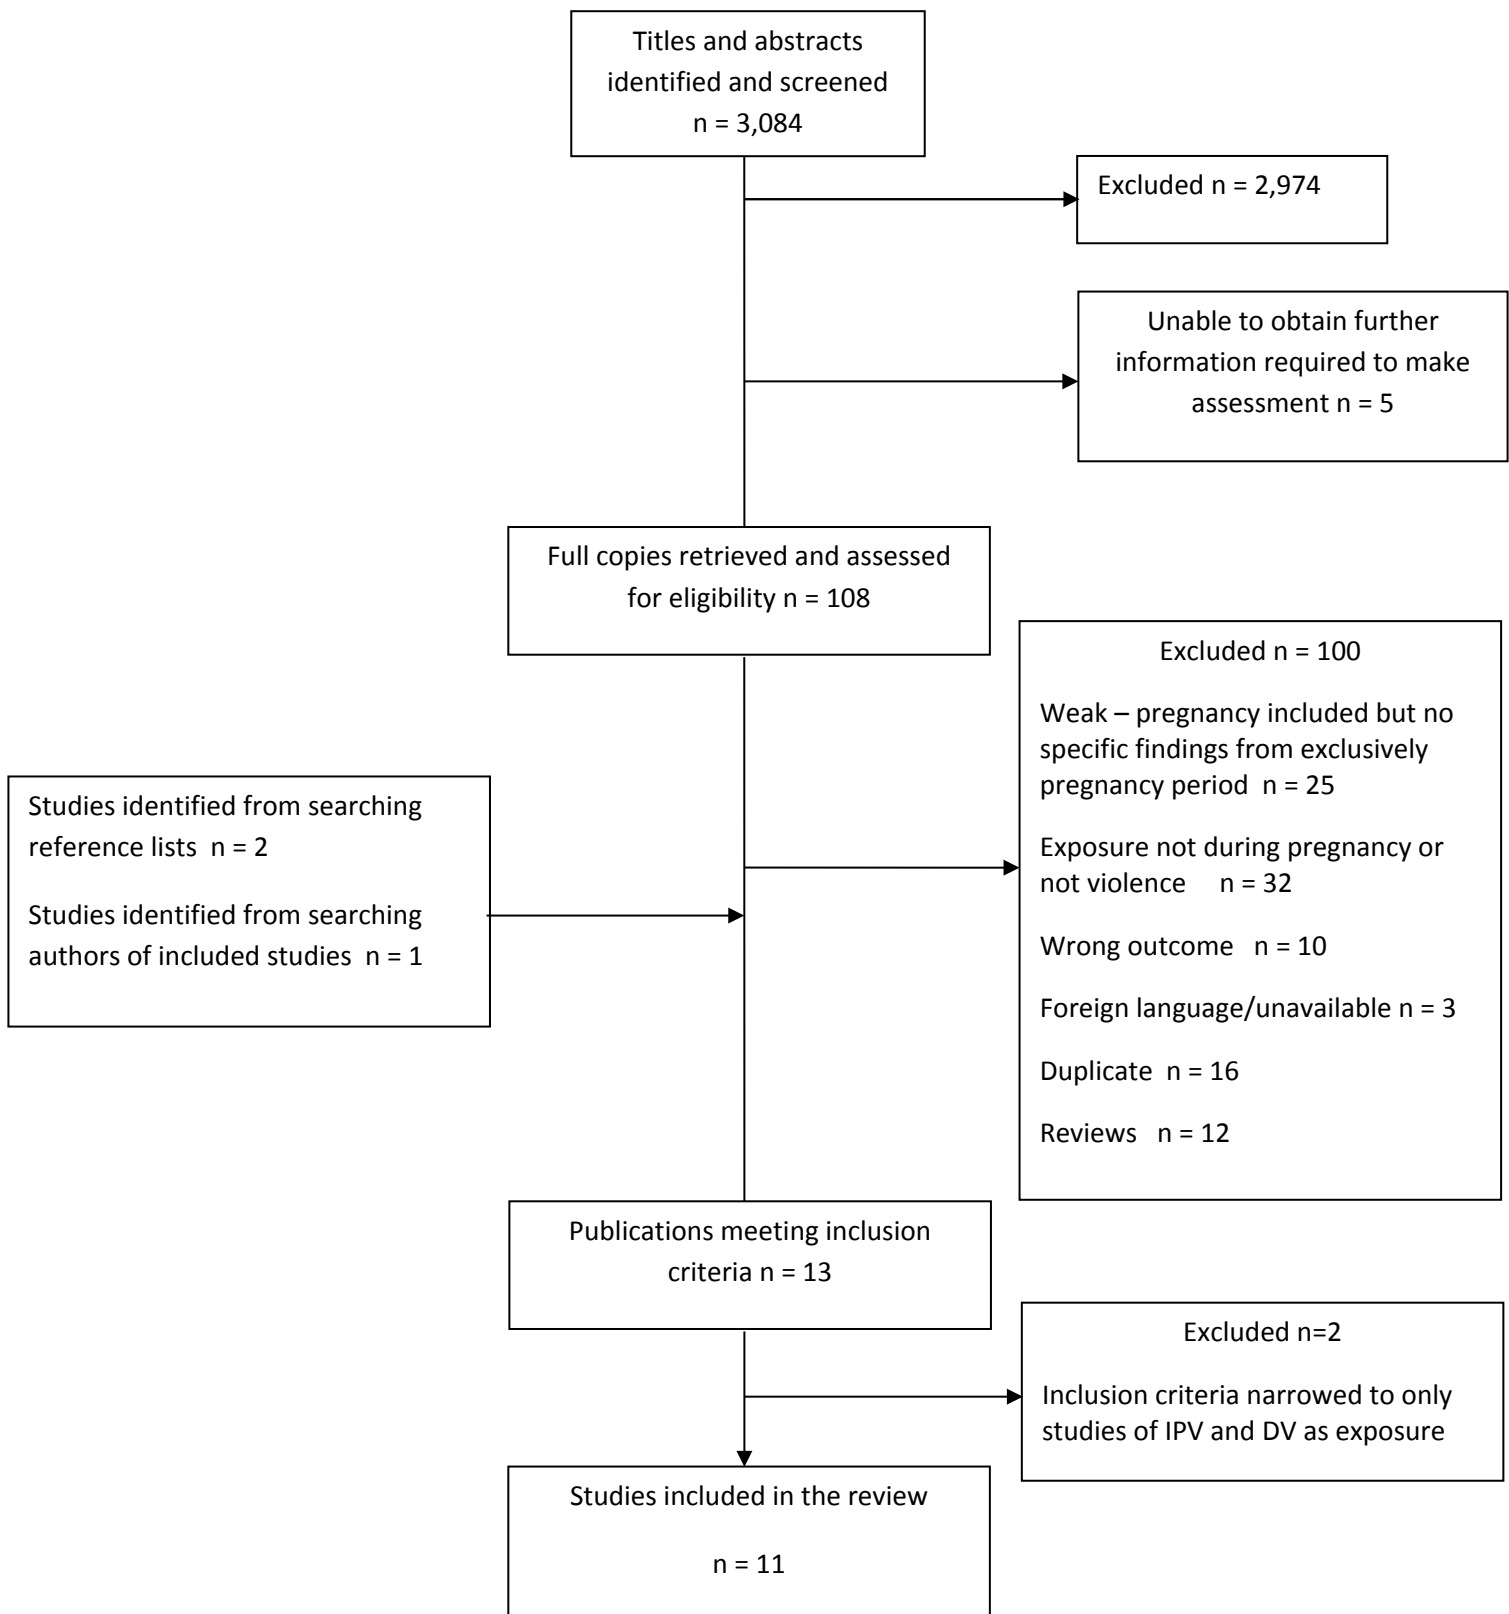 Titles and abstracts
identified and screened
n = 3,084
Excluded n = 2,974
Unable to obtain further
information required to make
assessment n = 5
Full copies retrieved and assessed
for eligibility n = 108
Excluded n = 100
Weak – pregnancy included but no
specific findings from exclusively
pregnancy period n = 25
Exposure not during pregnancy or
not violence n = 32
Wrong outcome n = 10
Foreign language/unavailable n = 3
Duplicate n = 16
Reviews n = 12
Studies identified from searching
reference lists n = 2
Studies identified from searching
authors of included studies n = 1
Publications meeting inclusion
criteria n = 13
Excluded n=2
Inclusion criteria narrowed to only
studies of IPV and DV as exposure
Studies included in the review
n = 11